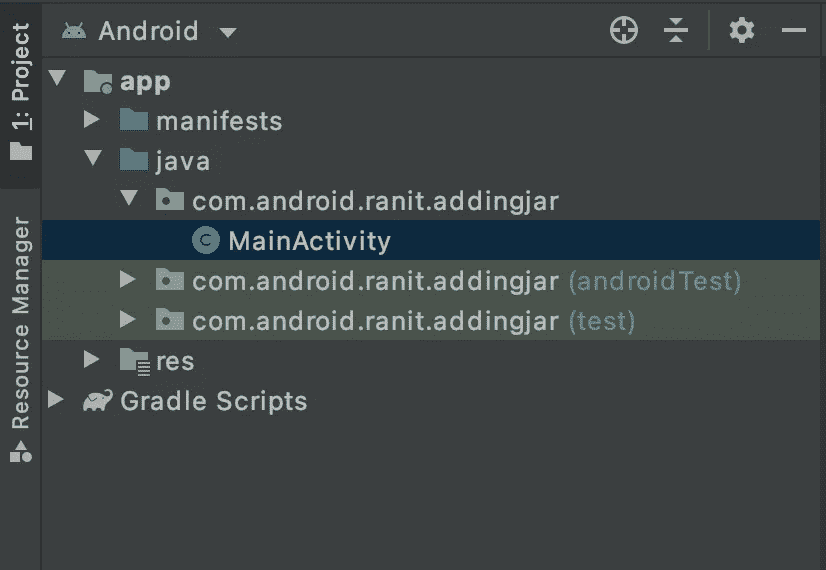 Android
1: Project
app
manifests
java
com.android.ranit.addingjar
C MainActivity
com.android.ranit.addingjar (androidTest)
com.android.ranit.addingjar (test)
res
Gradle Scripts
Resource Manager